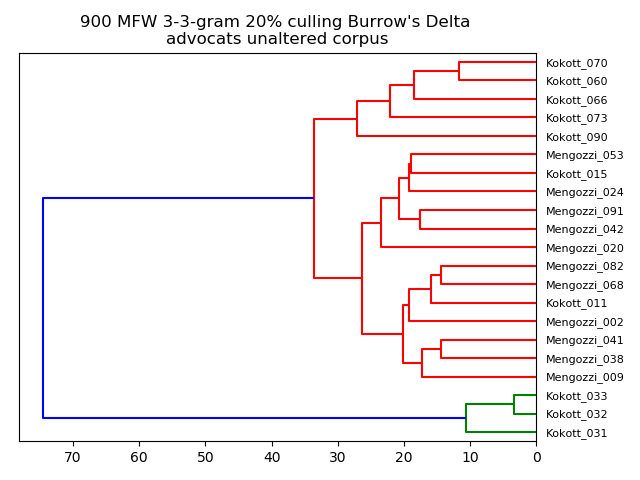 900 MFW 3-3-gram 20% culling Burrow's Delta
advocats unaltered corpus
Kokott_070
Kokott_060
Kokott_066
Kokott_073
Kokott_090
Mengozzi_053
Kokott_015
Mengozzi_024
Mengozzi_091
Mengozzi_042
Mengozzi_020
Mengozzi_082
Mengozzi_068
Kokott_011
Mengozzi_002
Mengozzi_041
Mengozzi_038
Mengozzi_009
Kokott_033
Kokott_032
Kokott_031
70 60 50 40 30 20 10 0